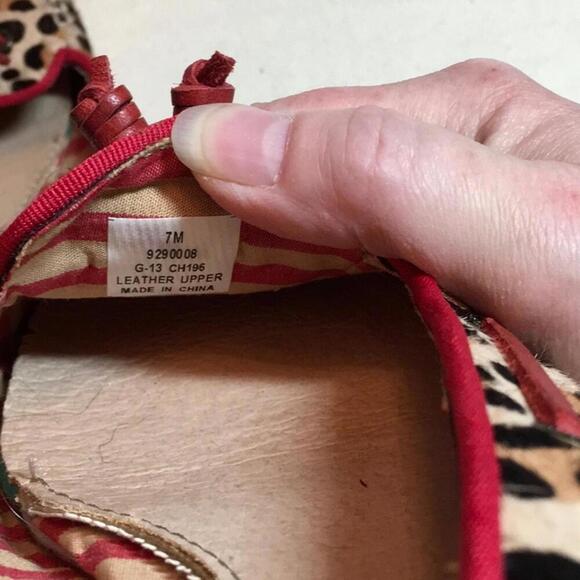 7M
9290008
G-13 CH196
LEATHER UPPER
MADE IN CHINA